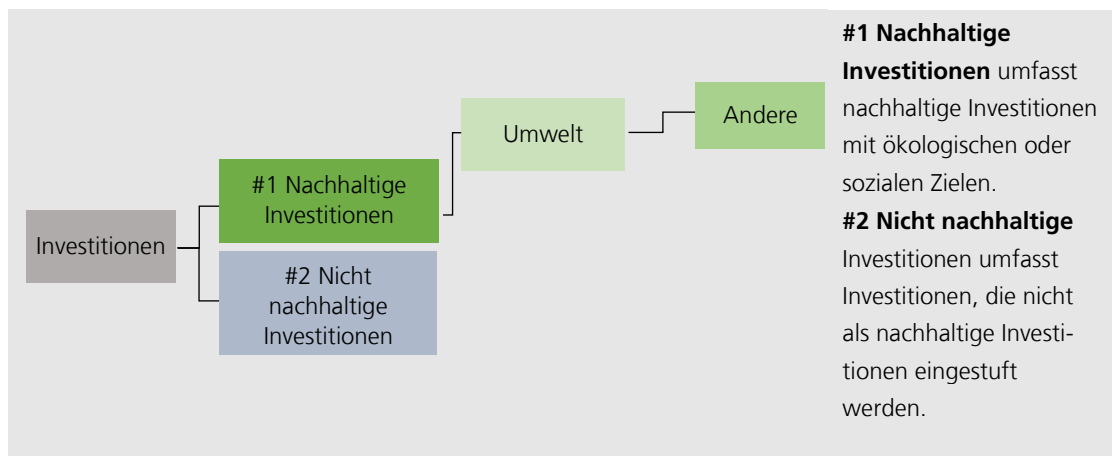 Investitionen
#1 Nachhaltige
Investitionen
#2 Nicht
nachhaltige
Investitionen
Umwelt
Andere
#1 Nachhaltige
Investitionen umfasst
nachhaltige Investitionen
mit ökologischen oder
sozialen Zielen.
#2 Nicht nachhaltige
Investitionen umfasst
Investitionen, die nicht
als nachhaltige Investi-
tionen eingestuft
werden.